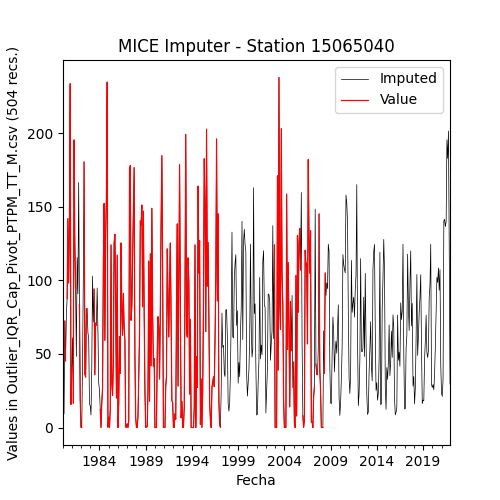 MICE Imputer - Station 15065040
Imputed
Value
Values in Outlier_IQR_Cap_Pivot_PTPM_TT_M.csv (504 recs.)
200
150
100
50
0
1984 1989 1994 1999 2004 2009 2014 2019
Fecha